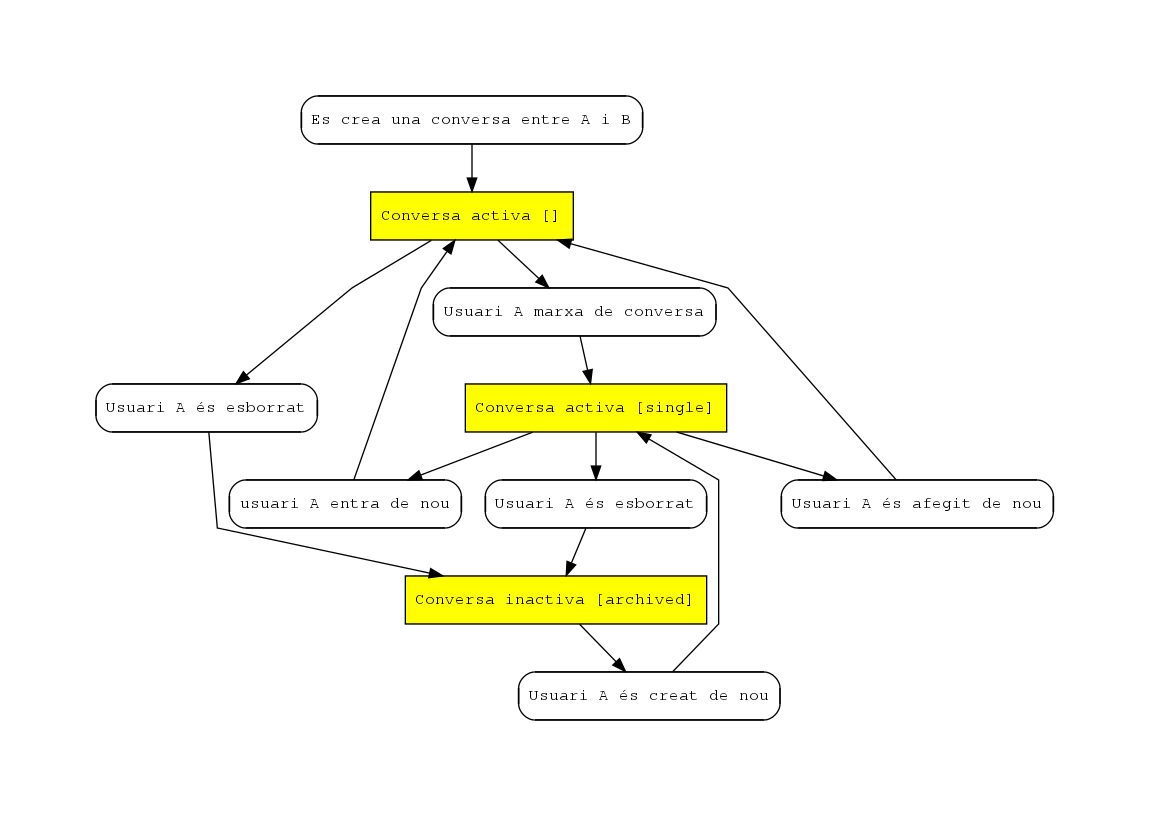 Es crea una conversa entre A i B
Conversa activa []
Usuari A marxa de conversa
Usuari A és esborrat
Conversa activa [single]
usuari A entra de nou
Usuari A és esborrat
Usuari A és afegit de nou
Conversa inactiva [archived]
Usuari A és creat de nou